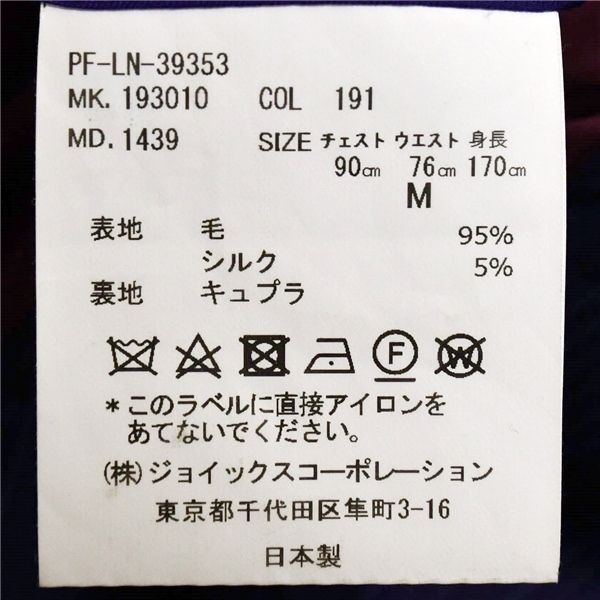 PF-LN-39353
MK. 193010 COL 191
MD. 1439 SIZE チェスト ウエスト 身長
90㎝ 76㎝ 170㎝
M
表地 毛 95%
シルク 5%
裏地 キュプラ
F W
*このラベルに直接アイロンを
あてないでください。
(株)ジョイックスコーポレーション
東京都千代田区隼町3-16
日本製